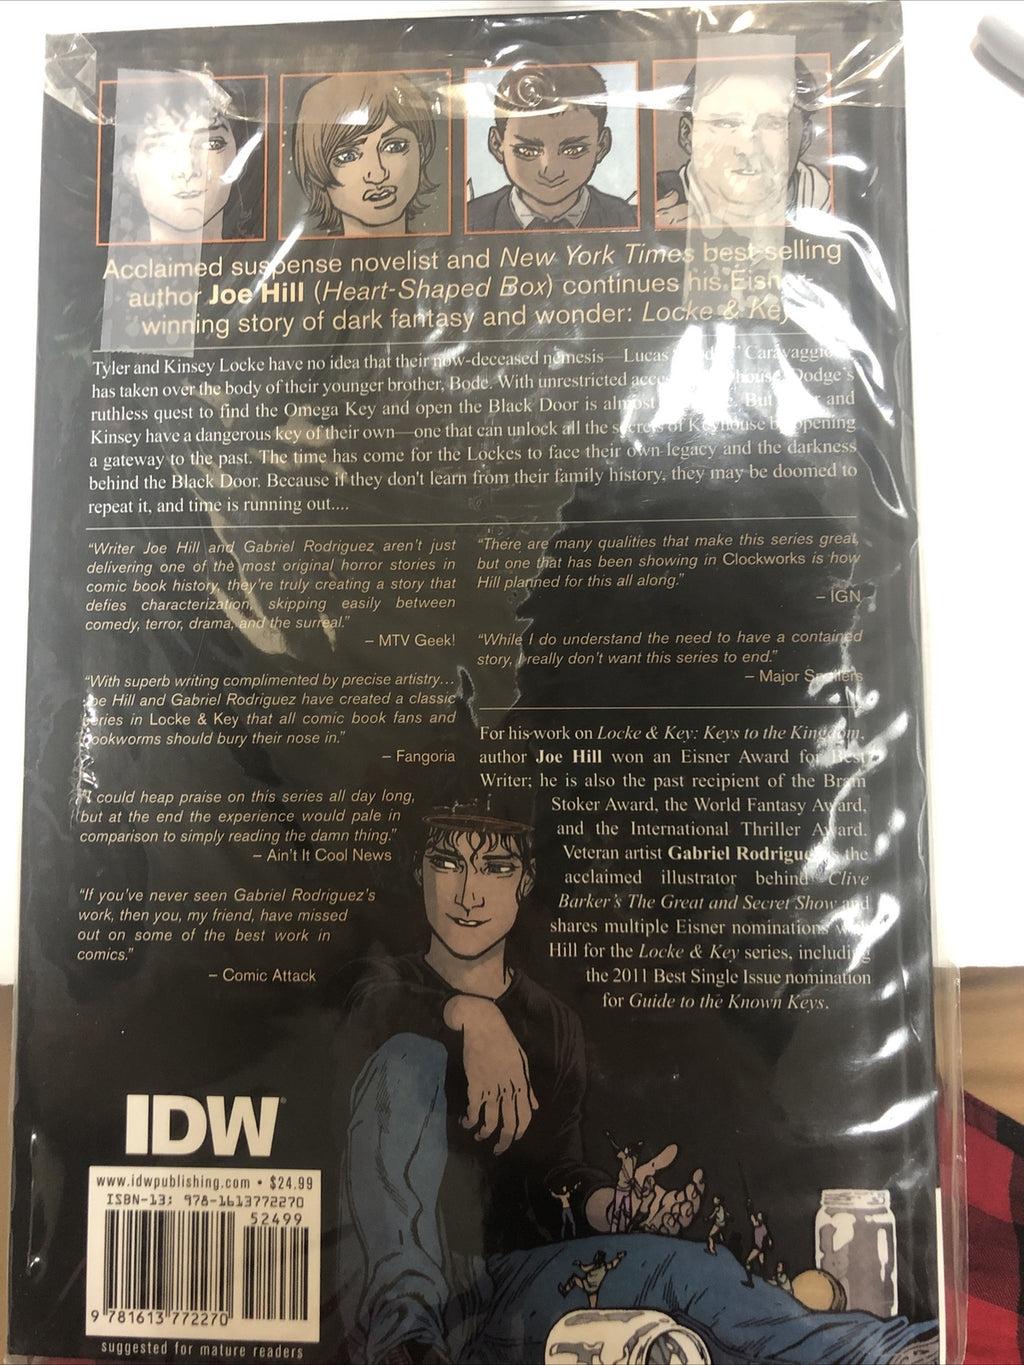 Acclaimed suspense novelist and New York Times best-selling
author Joe Hill (Heart-Shaped Box) continues his Eisner-
winning story of dark fantasy and wonder: Locke & Key
Tyler and Kinsey Locke have no idea that their now-deceased nemesis—Lucas Caravaggio
has taken over the body of their younger brother, Bode. With unrestricted Dodge's
ruthless quest to find the Omega Key and open the Black Door is almost But and
Kinsey have a dangerous key of their own—one that can unlock all the secrets of Keyhouse by opening
a gateway to the past. The time has come for the Lockes to face their own legacy and the darkness
behind the Black Door. Because if they don't learn from their family history, they may be doomed to
repeat it, and time is running out....
“Writer Joe Hill and Gabriel Rodriguez aren't just
delivering one of the most original horror stories in
comic book history, they're truly creating a story that
defies characterization, skipping easily between
comedy, terror, drama, and the surreal.”
– MTV Geek!
“With superb writing complimented by precise artistry...
Joe Hill and Gabriel Rodriguez have created a classic
series in Locke & Key that all comic book fans and
bookworms should bury their nose in.”
– Fangoria
“I could heap praise on this series all day long,
but at the end the experience would pale in
comparison to simply reading the damn thing.”
– Ain't It Cool News
“If you've never seen Gabriel Rodriguez's
work, then you, my friend, have missed
out on some of the best work in
comics.”
– Comic Attack
“There are many qualities that make this series great,
but one that has been showing in Clockworks is how
Hill planned for this all along.”
– IGN
“While I do understand the need to have a contained
story, I really don't want this series to end.”
– Major Spoilers
For his work on Locke & Key: Keys to the Kingdom,
author Joe Hill won an Eisner Award for Best
Writer; he is also the past recipient of the Bram
Stoker Award, the World Fantasy Award,
and the International Thriller Award.
Veteran artist Gabriel Rodriguez is the
acclaimed illustrator behind Clive
Barker's The Great and Secret Show and
shares multiple Eisner nominations with
Hill for the Locke & Key series, including
the 2011 Best Single Issue nomination
for Guide to the Known Keys.
IDW
www.idwpublishing.com • $24.99
ISBN-13: 978-1613772270
52499
9 781613 772270
suggested for mature readers